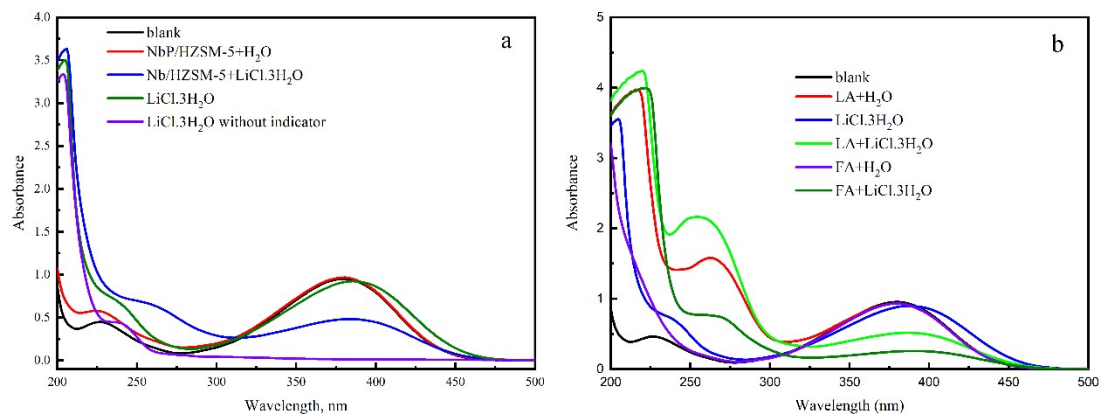 a
blank
NbP/HZSM-5+H₂O
Nb/HZSM-5+LiCl.3H₂O
LiCl.3H₂O
LiCl.3H₂O without indicator
4.0
3.5
3.0
2.5
2.0
1.5
1.0
0.5
0.0
Absorbance
200 250 300 350 400 450 500
Wavelength, nm
b
blank
LA+H₂O
LiCl.3H₂O
LA+LiCl.3H₂O
FA+H₂O
FA+LiCl.3H₂O
5
4
3
2
1
0
Absorbance
200 250 300 350 400 450 500
Wavelength (nm)